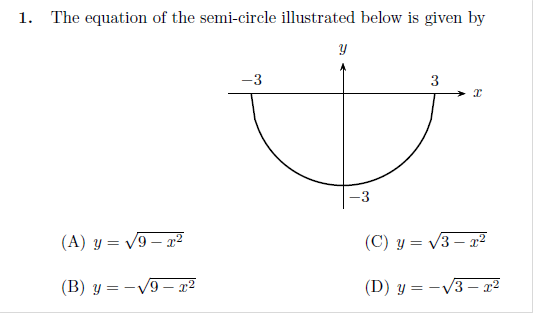 1. The equation of the semi-circle illustrated below is given by
y
−3 3
x
−3
(A) y = √(9 − x²) (C) y = √(3 − x²)
(B) y = −√(9 − x²) (D) y = −√(3 − x²)